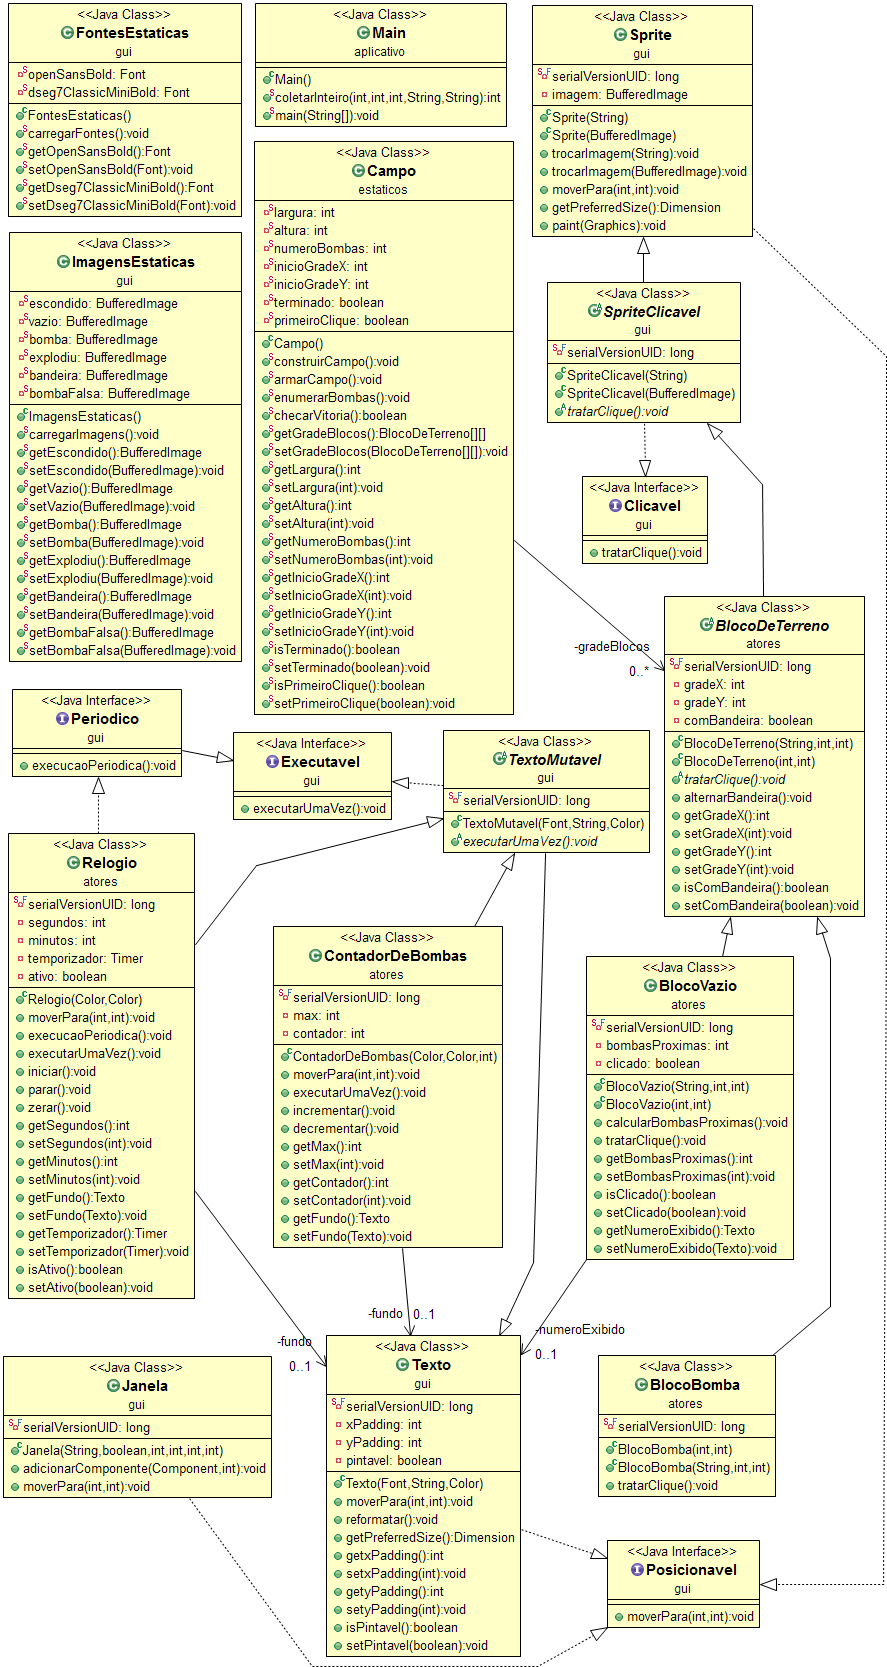 <<Java Class>>
FontesEstaticas
gui
openSansBold: Font
dseg7ClassicMiniBold: Font
FontesEstaticas()
carregarFontes():void
getOpenSansBold():Font
setOpenSansBold(Font):void
getDseg7ClassicMiniBold():Font
setDseg7ClassicMiniBold(Font):void
<<Java Class>>
Main
aplicativo
Main()
coletarInteiro(int,int,int,String,String):int
main(String[]):void
<<Java Class>>
Sprite
gui
serialVersionUID: long
imagem: BufferedImage
Sprite(String)
Sprite(BufferedImage)
trocarImagem(String):void
trocarImagem(BufferedImage):void
moverPara(int,int):void
getPreferredSize():Dimension
paint(Graphics):void
<<Java Class>>
Campo
estaticos
largura: int
altura: int
numeroBombas: int
inicioGradeX: int
inicioGradeY: int
terminado: boolean
primeiroClique: boolean
Campo()
construirCampo():void
armarCampo():void
enumerarBombas():void
checarVitoria():boolean
getGradeBlocos():BlocoDeTerreno[][]
setGradeBlocos(BlocoDeTerreno[][]):void
getLargura():int
setLargura(int):void
getAltura():int
setAltura(int):void
getNumeroBombas():int
setNumeroBombas(int):void
getInicioGradeX():int
setInicioGradeX(int):void
getInicioGradeY():int
setInicioGradeY(int):void
isTerminado():boolean
setTerminado(boolean):void
isPrimeiroClique():boolean
setPrimeiroClique(boolean):void
<<Java Class>>
ImagensEstaticas
gui
escondido: BufferedImage
vazio: BufferedImage
bomba: BufferedImage
explodiu: BufferedImage
bandeira: BufferedImage
bombaFalsa: BufferedImage
ImagensEstaticas()
carregarImagens():void
getEscondido():BufferedImage
setEscondido(BufferedImage):void
getVazio():BufferedImage
setVazio(BufferedImage):void
getBomba():BufferedImage
setBomba(BufferedImage):void
getExplodiu():BufferedImage
setExplodiu(BufferedImage):void
getBandeira():BufferedImage
setBandeira(BufferedImage):void
getBombaFalsa():BufferedImage
setBombaFalsa(BufferedImage):void
<<Java Class>>
SpriteClicavel
gui
serialVersionUID: long
SpriteClicavel(String)
SpriteClicavel(BufferedImage)
tratarClique():void
<<Java Interface>>
Clicavel
gui
tratarClique():void
-gradeBlocos
0..*
<<Java Class>>
BlocoDeTerreno
atores
serialVersionUID: long
gradeX: int
gradeY: int
comBandeira: boolean
BlocoDeTerreno(String,int,int)
BlocoDeTerreno(int,int)
tratarClique():void
alternarBandeira():void
getGradeX():int
setGradeX(int):void
getGradeY():int
setGradeY(int):void
isComBandeira():boolean
setComBandeira(boolean):void
<<Java Interface>>
Periodico
gui
execucaoPeriodica():void
<<Java Interface>>
Executavel
gui
executarUmaVez():void
<<Java Class>>
TextoMutavel
gui
serialVersionUID: long
TextoMutavel(Font,String,Color)
executarUmaVez():void
<<Java Class>>
Relogio
atores
serialVersionUID: long
segundos: int
minutos: int
temporizador: Timer
ativo: boolean
Relogio(Color,Color)
moverPara(int,int):void
execucaoPeriodica():void
executarUmaVez():void
iniciar():void
parar():void
zerar():void
getSegundos():int
setSegundos(int):void
getMinutos():int
setMinutos(int):void
getFundo():Texto
setFundo(Texto):void
getTemporizador():Timer
setTemporizador(Timer):void
isAtivo():boolean
setAtivo(boolean):void
<<Java Class>>
ContadorDeBombas
atores
serialVersionUID: long
max: int
contador: int
ContadorDeBombas(Color,Color,int)
moverPara(int,int):void
executarUmaVez():void
incrementar():void
decrementar():void
getMax():int
setMax(int):void
getContador():int
setContador(int):void
getFundo():Texto
setFundo(Texto):void
<<Java Class>>
BlocoVazio
atores
serialVersionUID: long
bombasProximas: int
clicado: boolean
BlocoVazio(String,int,int)
BlocoVazio(int,int)
calcularBombasProximas():void
tratarClique():void
getBombasProximas():int
setBombasProximas(int):void
isClicado():boolean
setClicado(boolean):void
getNumeroExibido():Texto
setNumeroExibido(Texto):void
-fundo
0..1
-fundo
0..1
-numeroExibido
0..1
<<Java Class>>
Janela
gui
serialVersionUID: long
Janela(String,boolean,int,int,int,int)
adicionarComponente(Component,int):void
moverPara(int,int):void
<<Java Class>>
Texto
gui
serialVersionUID: long
xPadding: int
yPadding: int
pintavel: boolean
Texto(Font,String,Color)
moverPara(int,int):void
reformatar():void
getPreferredSize():Dimension
getxPadding():int
setxPadding(int):void
getyPadding():int
setyPadding(int):void
isPintavel():boolean
setPintavel(boolean):void
<<Java Class>>
BlocoBomba
atores
serialVersionUID: long
BlocoBomba(int,int)
BlocoBomba(String,int,int)
tratarClique():void
<<Java Interface>>
Posicionavel
gui
moverPara(int,int):void